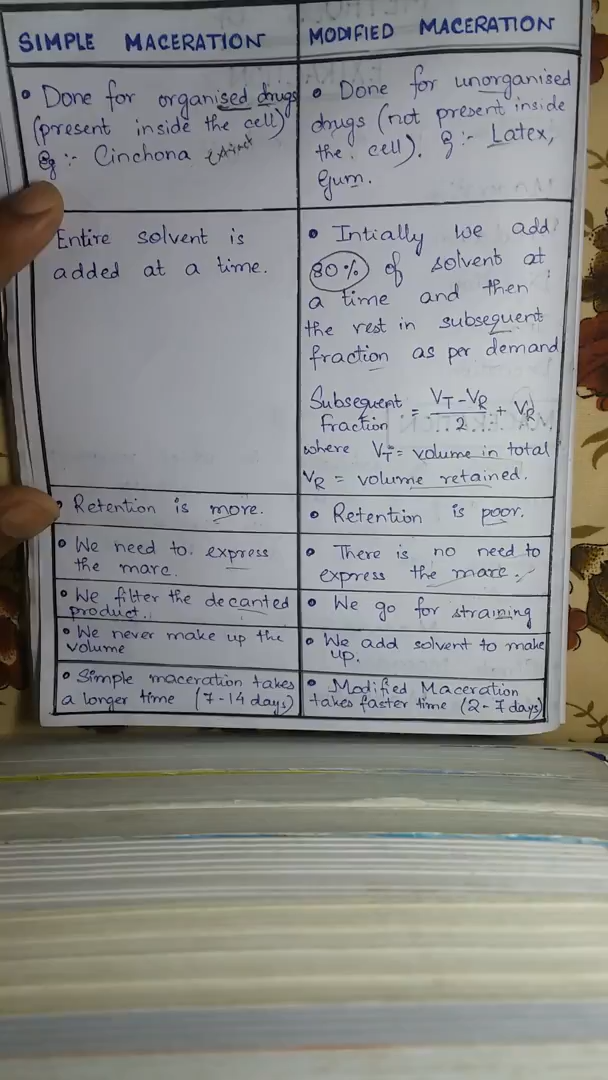 SIMPLE MACERATION
MODIFIED MACERATION
• Done for organised drugs
(present inside the cell)
Eg :- Cinchona
• Done for unorganised
drugs (not present inside
the cell). Eg :- Latex,
Gum.
Entire solvent is
added at a time.
• Intially we add
80% of solvent at
a time and then
the rest in subsequent
fraction as per demand
Subsequent
fraction = (VT - VR)/2 + VR
where VT = volume in total
VR = volume retained.
• Retention is more.
• Retention is poor.
• We need to express
the marc.
• There is no need to
express the marc.
• We filter the decanted
product.
• We go for straining
• We never make up the
volume
• We add solvent to make
up.
• Simple maceration takes
a longer time (7-14 days)
• Modified Maceration
takes faster time (2-7 days)